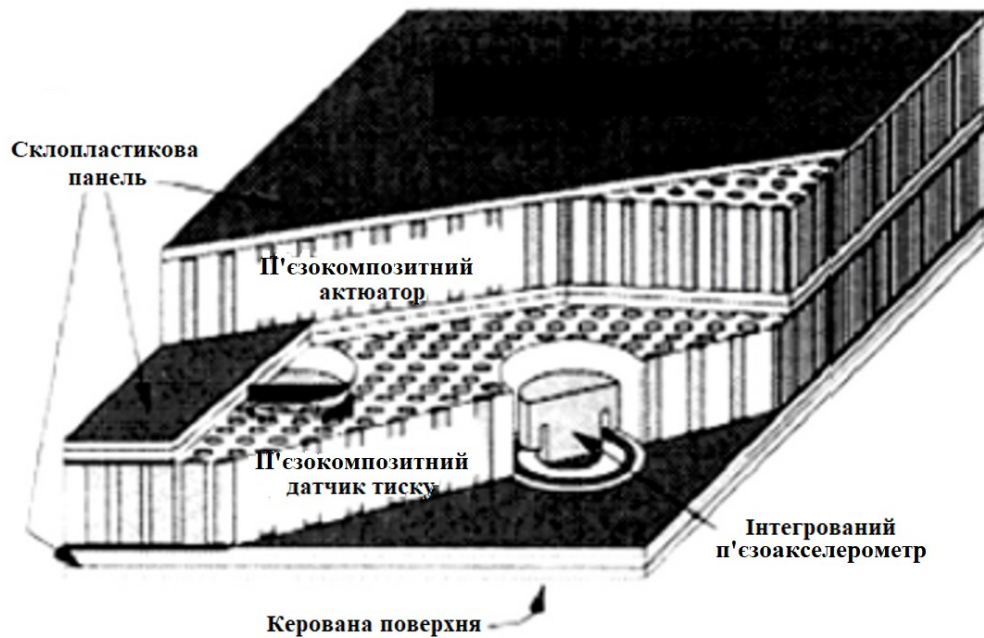 Склопластикова
панель
П'єзокомпозитний
актюатор
П'єзокомпозитний
датчик тиску
Інтегрований
п'єзоакселерометр
Керована поверхня